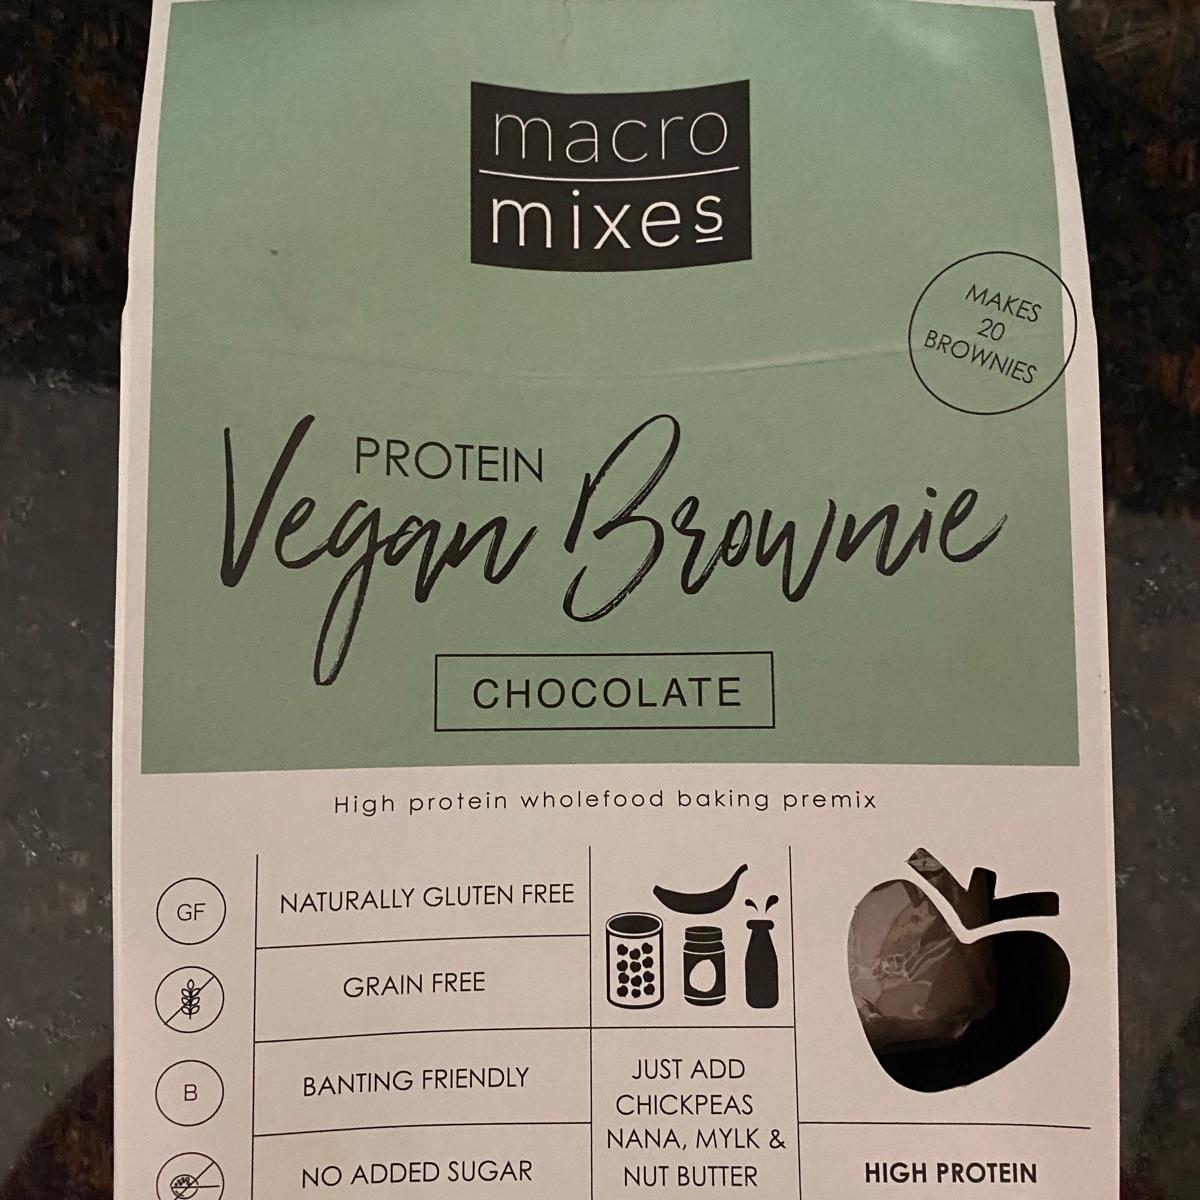 macro
mixes
MAKES
20
BROWNIES
PROTEIN
Vegan Brownie
CHOCOLATE
High protein wholefood baking premix
GF
NATURALLY GLUTEN FREE
GRAIN FREE
B
BANTING FRIENDLY
NO ADDED SUGAR
JUST ADD
CHICKPEAS
NANA, MYLK &
NUT BUTTER
HIGH PROTEIN